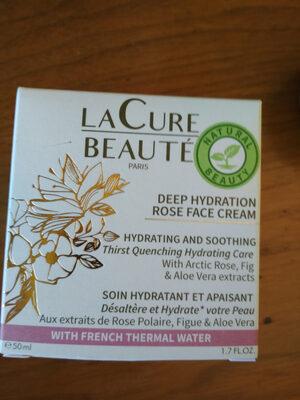 LACURE
BEAUTÉ
PARIS
NATURAL
BEAUTY
DEEP HYDRATION
ROSE FACE CREAM
HYDRATING AND SOOTHING
Thirst Quenching Hydrating Care
With Arctic Rose, Fig
& Aloe Vera extracts
SOIN HYDRATANT ET APAISANT
Désaltère et Hydrate* votre Peau
Aux extraits de Rose Polaire, Figue & Aloe Vera
WITH FRENCH THERMAL WATER
℮50ml
1.7 FL.OZ.